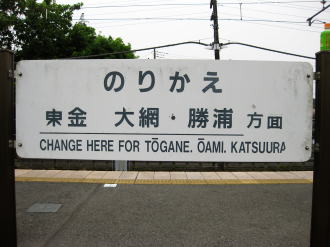 のりかえ
東金 大網・勝浦 方面
CHANGE HERE FOR TŌGANE. ŌAMI. KATSUURA